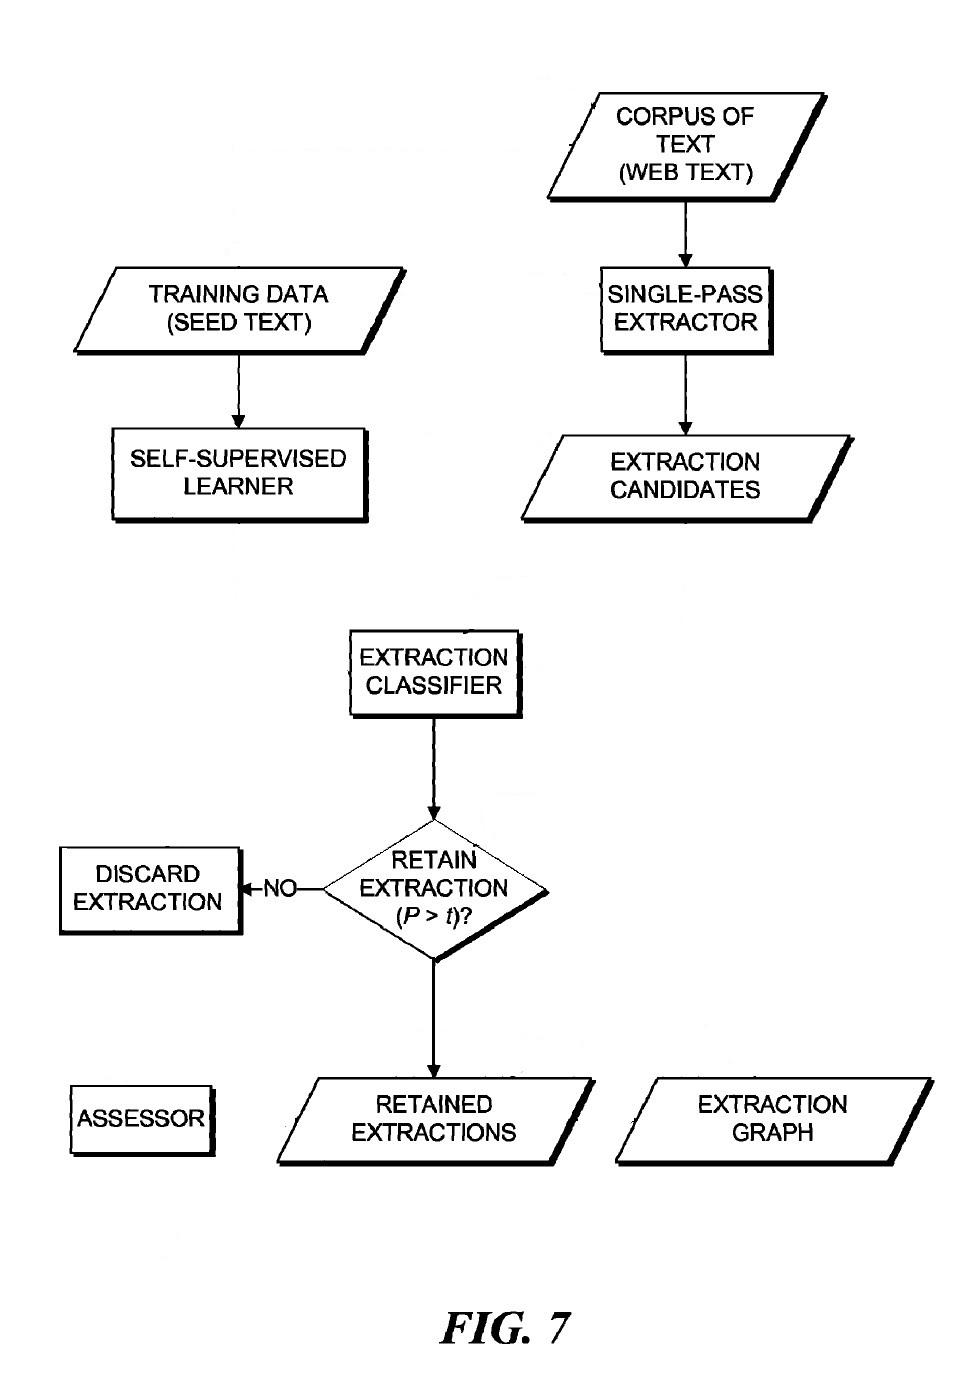 CORPUS OF
TEXT
(WEB TEXT)
TRAINING DATA
(SEED TEXT)
SINGLE-PASS
EXTRACTOR
SELF-SUPERVISED
LEARNER
EXTRACTION
CANDIDATES
EXTRACTION
CLASSIFIER
RETAIN
EXTRACTION
(P > t)?
NO
DISCARD
EXTRACTION
ASSESSOR
RETAINED
EXTRACTIONS
EXTRACTION
GRAPH
FIG. 7